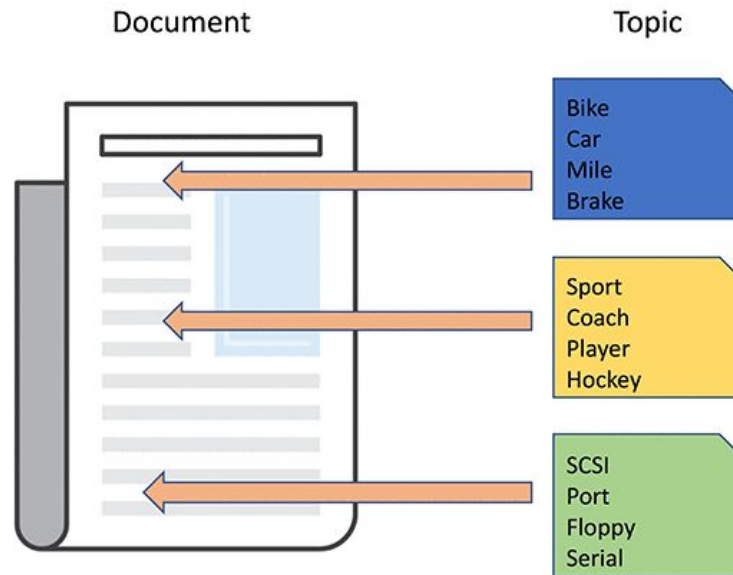 Document
Topic
Bike
Car
Mile
Brake
Sport
Coach
Player
Hockey
SCSI
Port
Floppy
Serial